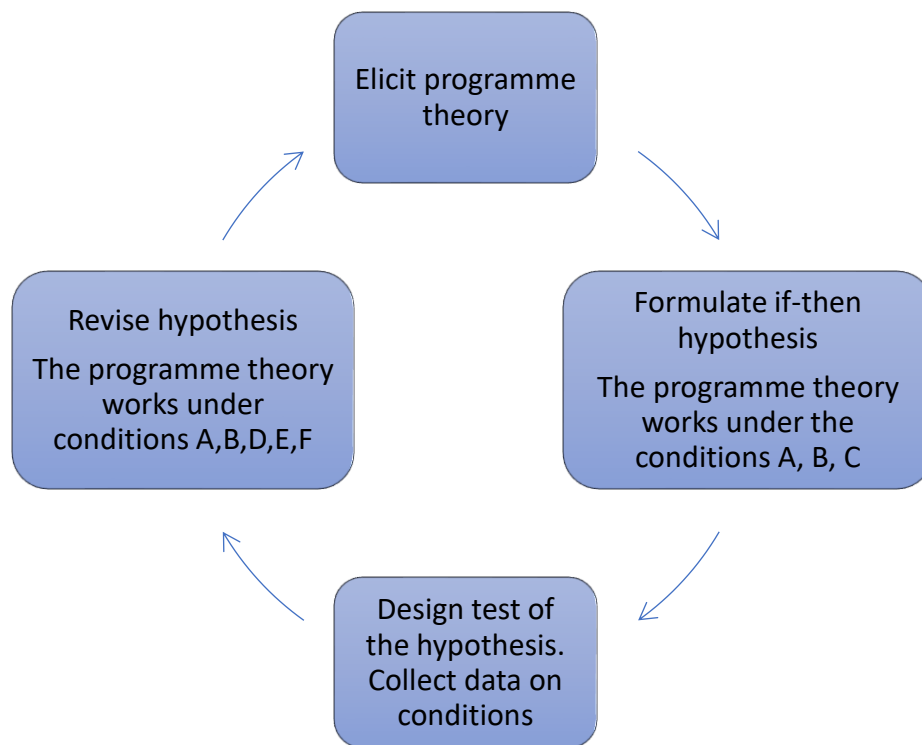 Elicit programme
theory
Formulate if-then
hypothesis
The programme theory
works under the
conditions A, B, C
Design test of
the hypothesis.
Collect data on
conditions
Revise hypothesis
The programme theory
works under
conditions A,B,D,E,F